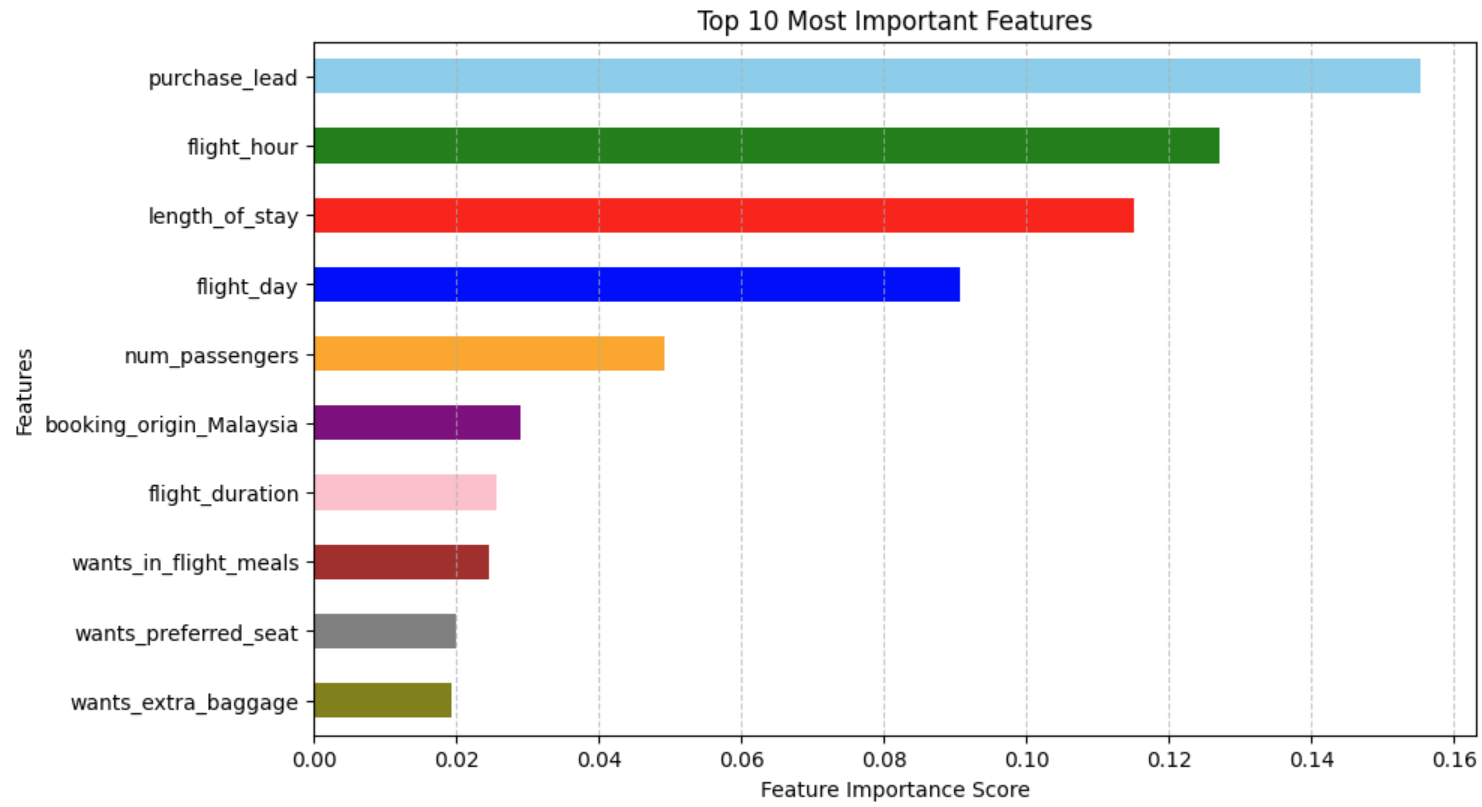 Top 10 Most Important Features
Features
purchase_lead
flight_hour
length_of_stay
flight_day
num_passengers
booking_origin_Malaysia
flight_duration
wants_in_flight_meals
wants_preferred_seat
wants_extra_baggage
0.00 0.02 0.04 0.06 0.08 0.10 0.12 0.14 0.16
Feature Importance Score